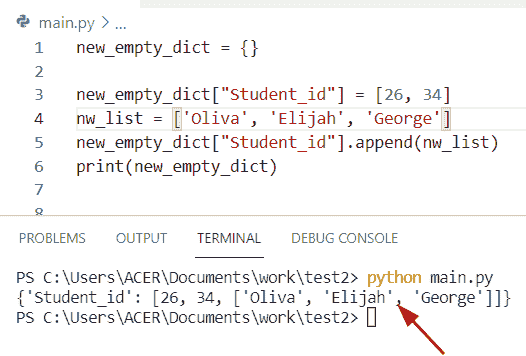 main.py > ...
1 new_empty_dict = {}
2
3 new_empty_dict["Student_id"] = [26, 34]
4 nw_list = ['Oliva', 'Elijah', 'George']
5 new_empty_dict["Student_id"].append(nw_list)
6 print(new_empty_dict)
7
8
PROBLEMS OUTPUT TERMINAL DEBUG CONSOLE
PS C:\Users\ACER\Documents\work\test2> python main.py
{'Student_id': [26, 34, ['Oliva', 'Elijah', 'George']]}
PS C:\Users\ACER\Documents\work\test2>